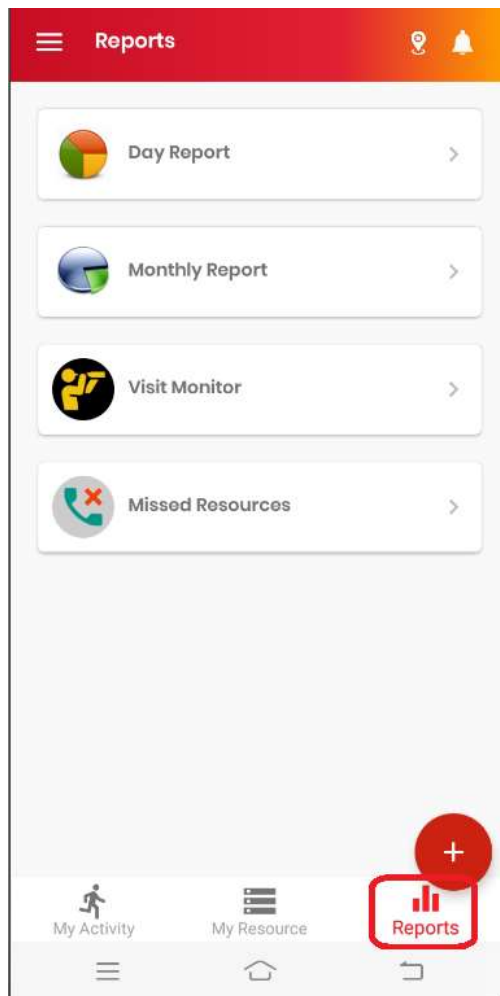 Reports
Day Report
Monthly Report
Visit Monitor
Missed Resources
+
My Activity
My Resource
Reports